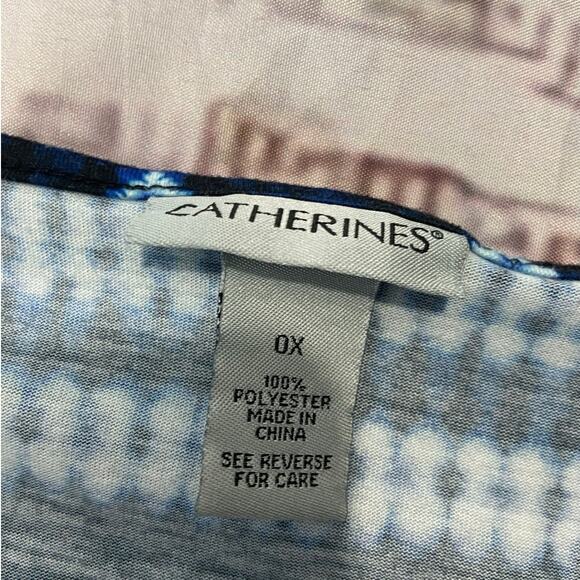 CATHERINES®
0X
100%
POLYESTER
MADE IN
CHINA
SEE REVERSE
FOR CARE